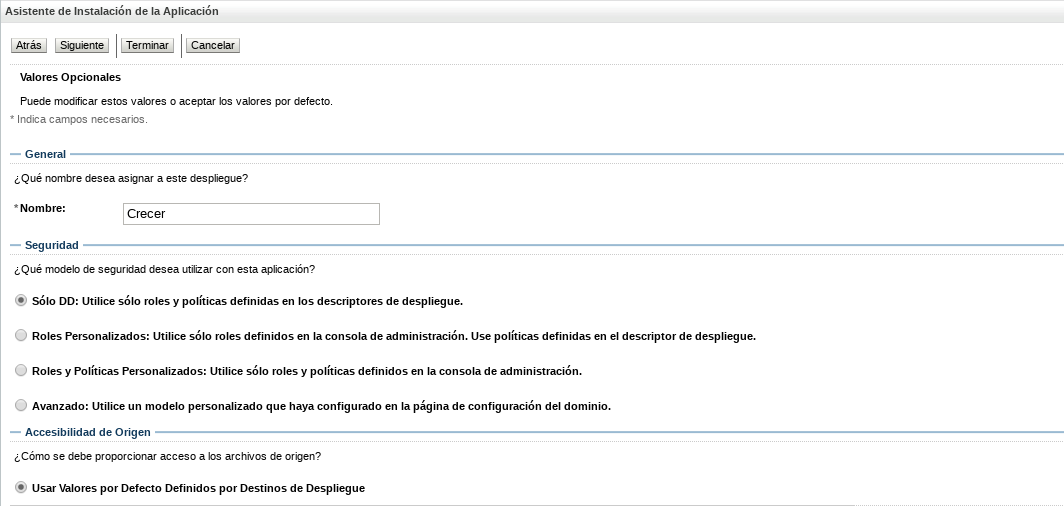 Asistente de Instalación de la Aplicación
Atrás Siguiente Terminar Cancelar
Valores Opcionales
Puede modificar estos valores o aceptar los valores por defecto.
* Indica campos necesarios.
General
¿Qué nombre desea asignar a este despliegue?
*Nombre: Crecer
Seguridad
¿Qué modelo de seguridad desea utilizar con esta aplicación?
Sólo DD: Utilice sólo roles y políticas definidas en los descriptores de despliegue.
Roles Personalizados: Utilice sólo roles definidos en la consola de administración. Use políticas definidas en el descriptor de despliegue.
Roles y Políticas Personalizados: Utilice sólo roles y políticas definidos en la consola de administración.
Avanzado: Utilice un modelo personalizado que haya configurado en la página de configuración del dominio.
Accesibilidad de Origen
¿Cómo se debe proporcionar acceso a los archivos de origen?
Usar Valores por Defecto Definidos por Destinos de Despliegue